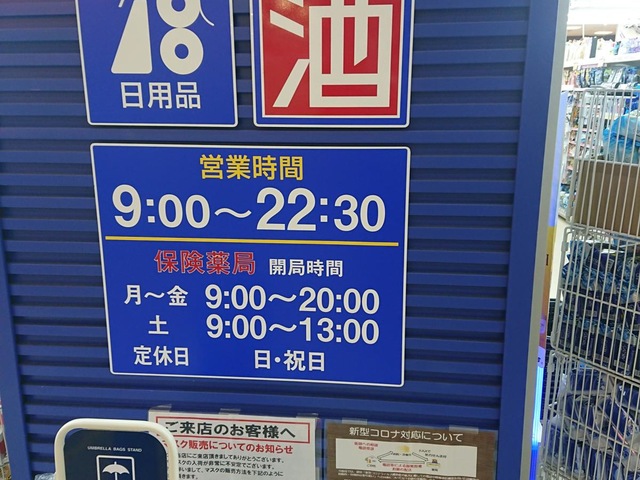 日用品
酒
営業時間
9:00～22:30
保険薬局 開局時間
月～金 9:00～20:00
土 9:00～13:00
定休日 日・祝日
UMBRELLA BAGS STAND
ご来店のお客様へ
スク販売についてのお知らせ
新型コロナ対応について